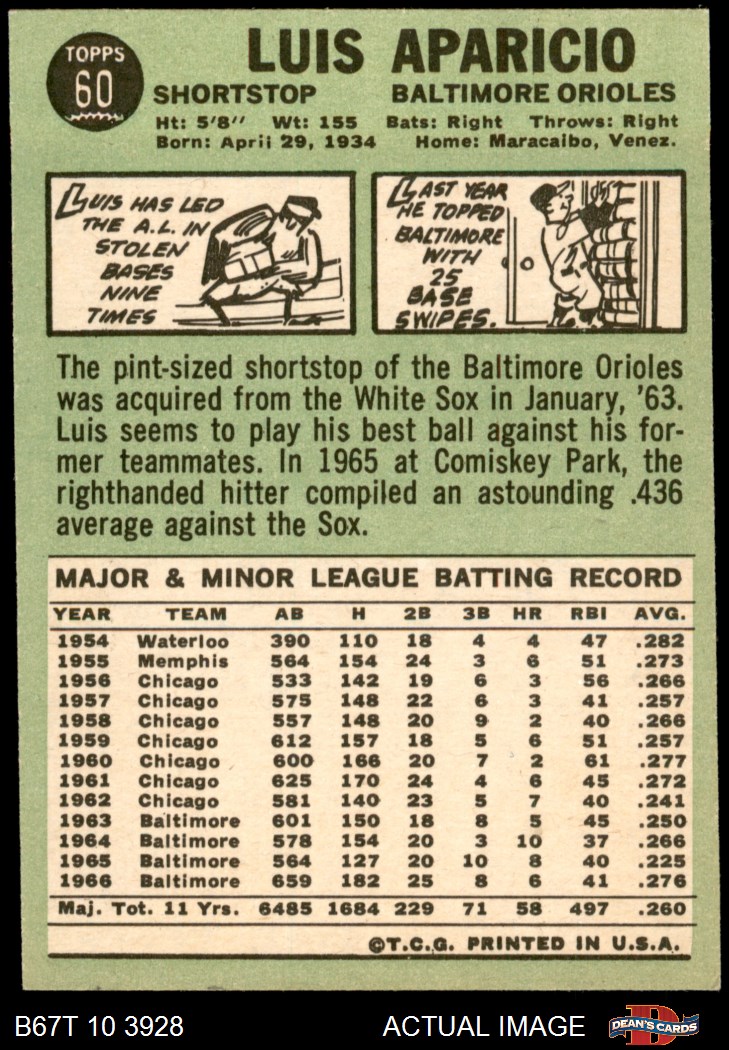 TOPPS
60
LUIS APARICIO
SHORTSTOP BALTIMORE ORIOLES
Ht: 5'8" Wt: 155 Bats: Right Throws: Right
Born: April 29, 1934 Home: Maracaibo, Venez.
LUIS HAS LED
THE A.L. IN
STOLEN
BASES
NINE
TIMES
LAST YEAR
HE TOPPED
BALTIMORE
WITH
25
BASE
SWIPES.
The pint-sized shortstop of the Baltimore Orioles
was acquired from the White Sox in January, '63.
Luis seems to play his best ball against his for-
mer teammates. In 1965 at Comiskey Park, the
righthanded hitter compiled an astounding .436
average against the Sox.
MAJOR & MINOR LEAGUE BATTING RECORD
YEAR TEAM AB H 2B 3B HR RBI AVG.
1954 Waterloo 390 110 18 4 4 47 .282
1955 Memphis 564 154 24 3 6 51 .273
1956 Chicago 533 142 19 6 3 56 .266
1957 Chicago 575 148 22 6 3 41 .257
1958 Chicago 557 148 20 9 2 40 .266
1959 Chicago 612 157 18 5 6 51 .257
1960 Chicago 600 166 20 7 2 61 .277
1961 Chicago 625 170 24 4 6 45 .272
1962 Chicago 581 140 23 5 7 40 .241
1963 Baltimore 601 150 18 8 5 45 .250
1964 Baltimore 578 154 20 3 10 37 .266
1965 Baltimore 564 127 20 10 8 40 .225
1966 Baltimore 659 182 25 8 6 41 .276
Maj. Tot. 11 Yrs. 6485 1684 229 71 58 497 .260
©T.C.G. PRINTED IN U.S.A.
B67T 10 3928 ACTUAL IMAGE D DEAN'S CARDS